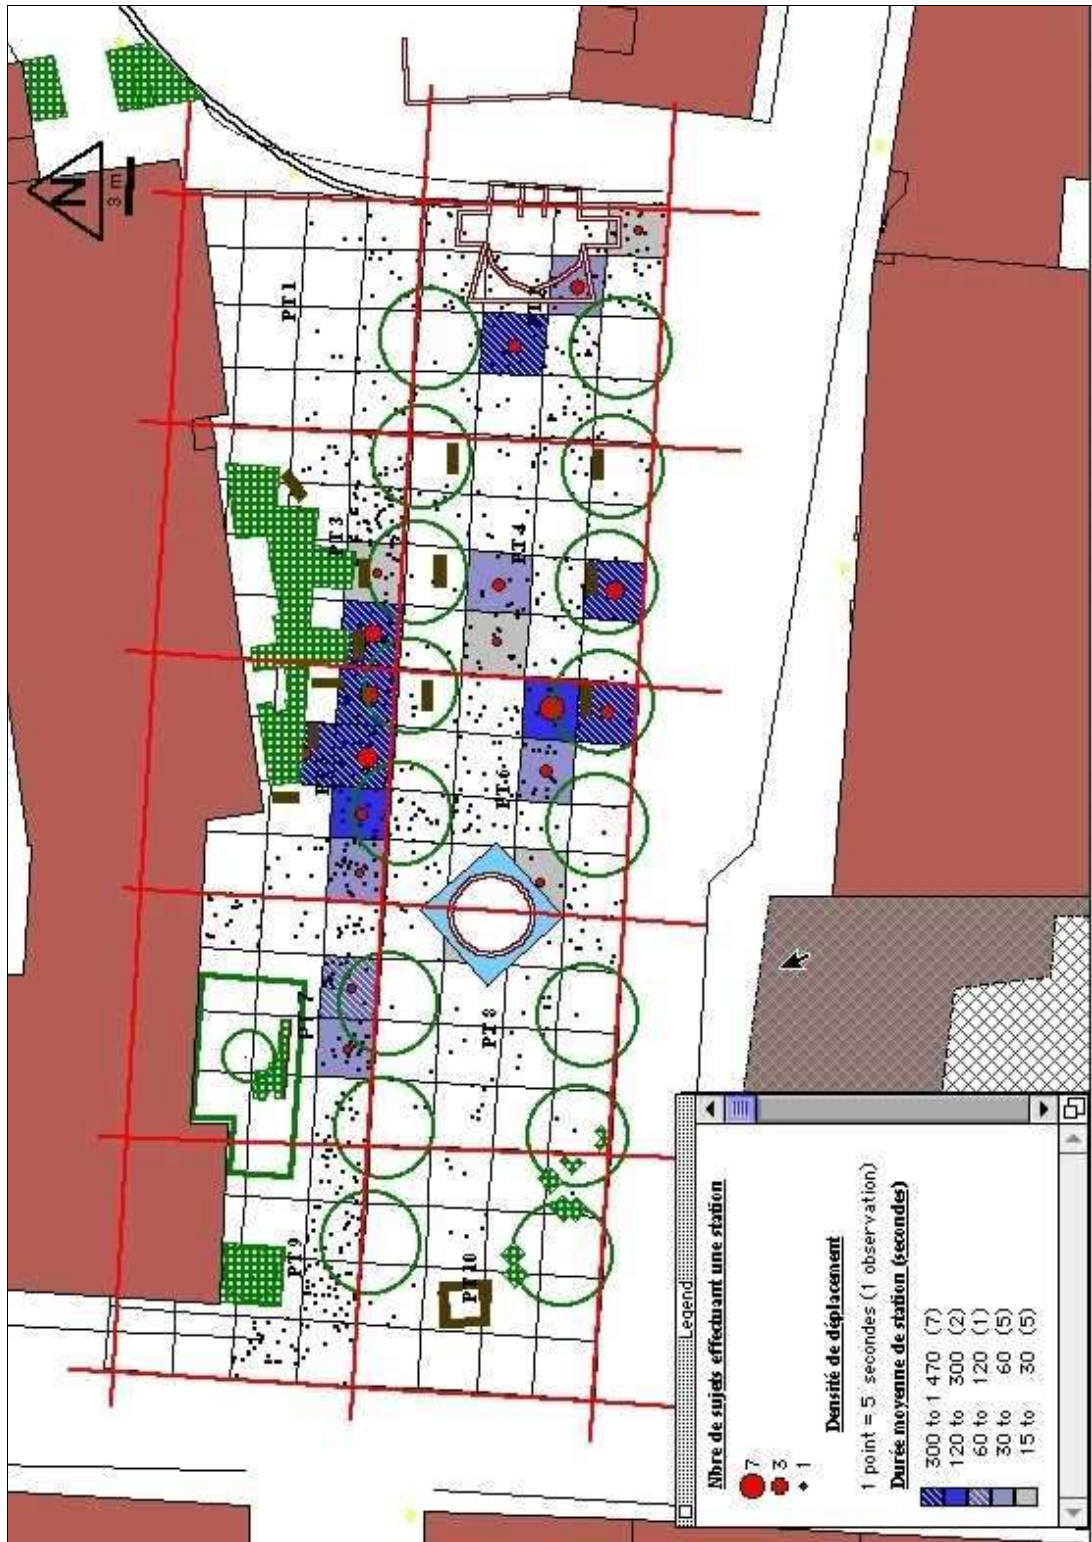 N
3 m
PT 1
PT 3
PT 4
PT 6
PT 7
PT 8
PT 9
PT 10
Legend
Nbre de sujets effectuant une station
7
3
1
Densité de déplacement
1 point = 5 secondes (1 observation)
Durée moyenne de station (secondes)
300 to 1 470 (7)
120 to 300 (2)
60 to 120 (1)
30 to 60 (5)
15 to 30 (5)